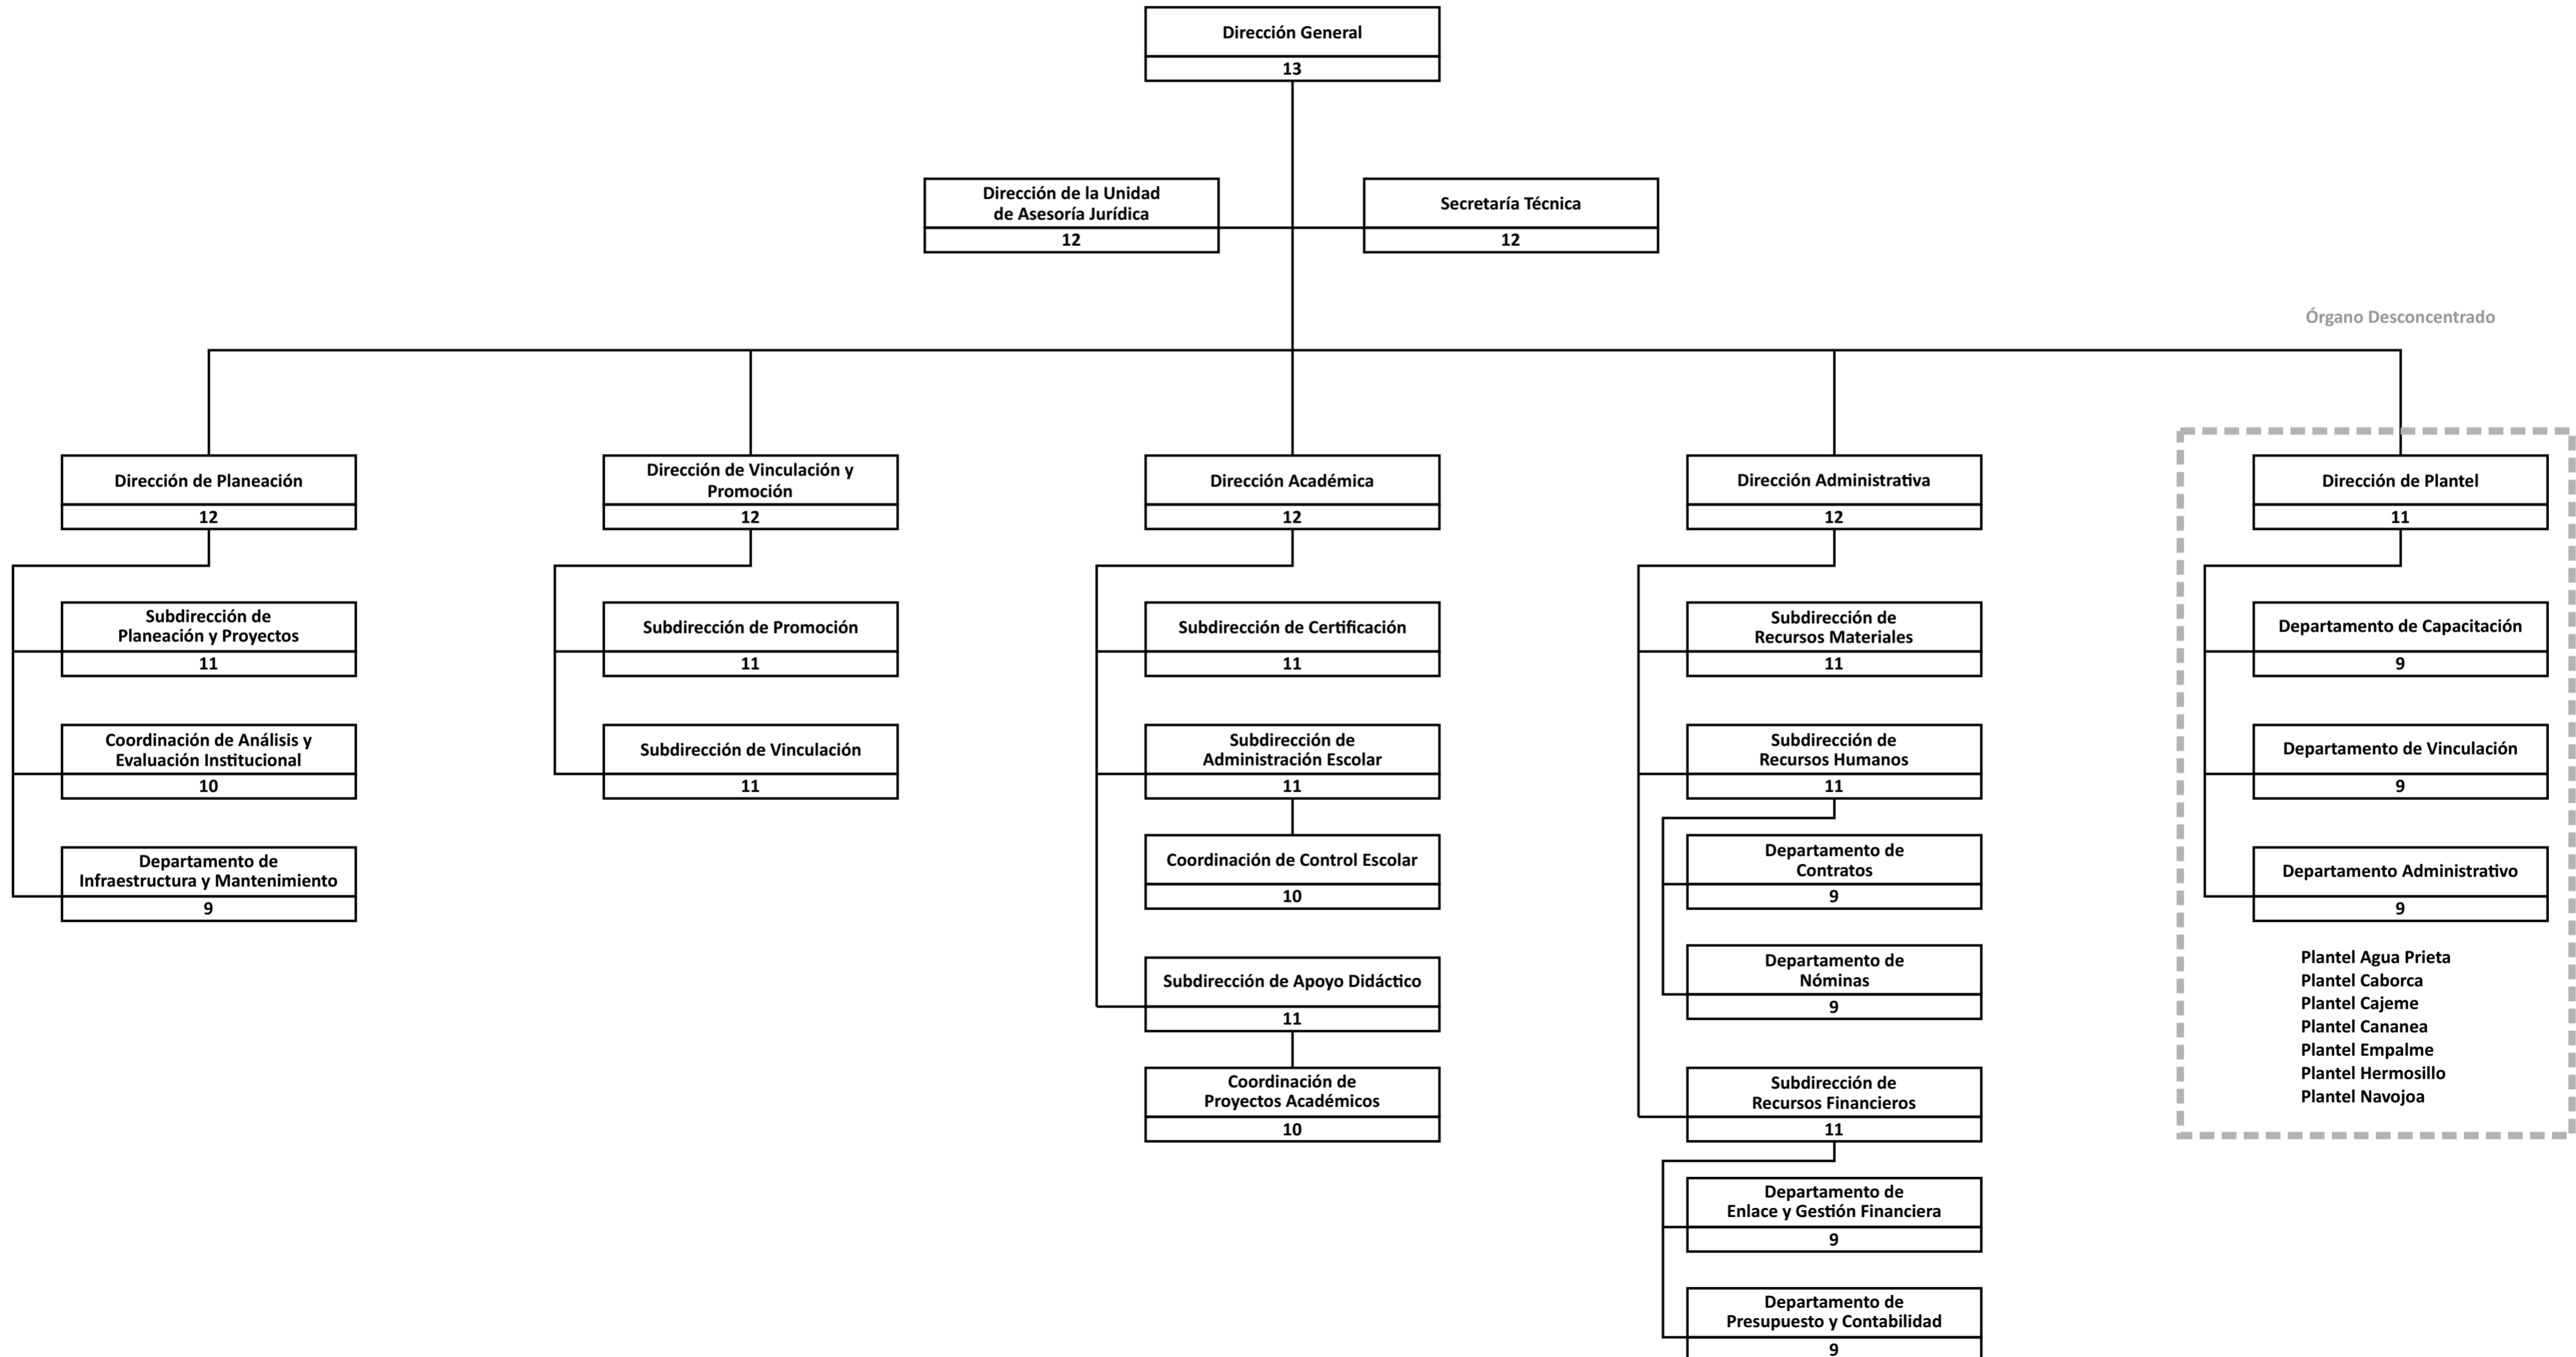 Dirección General
13
Dirección de la Unidad
de Asesoría Jurídica
12
Secretaría Técnica
12
Órgano Desconcentrado
Dirección de Planeación
12
Subdirección de
Planeación y Proyectos
11
Coordinación de Análisis y
Evaluación Institucional
10
Departamento de
Infraestructura y Mantenimiento
9
Dirección de Vinculación y
Promoción
12
Subdirección de Promoción
11
Subdirección de Vinculación
11
Dirección Académica
12
Subdirección de Certificación
11
Subdirección de
Administración Escolar
11
Coordinación de Control Escolar
10
Subdirección de Apoyo Didáctico
11
Coordinación de
Proyectos Académicos
10
Dirección Administrativa
12
Subdirección de
Recursos Materiales
11
Subdirección de
Recursos Humanos
11
Departamento de
Contratos
9
Departamento de
Nóminas
9
Subdirección de
Recursos Financieros
11
Departamento de
Enlace y Gestión Financiera
9
Departamento de
Presupuesto y Contabilidad
9
Dirección de Plantel
11
Departamento de Capacitación
9
Departamento de Vinculación
9
Departamento Administrativo
9
Plantel Agua Prieta
Plantel Caborca
Plantel Cajeme
Plantel Cananea
Plantel Empalme
Plantel Hermosillo
Plantel Navojoa